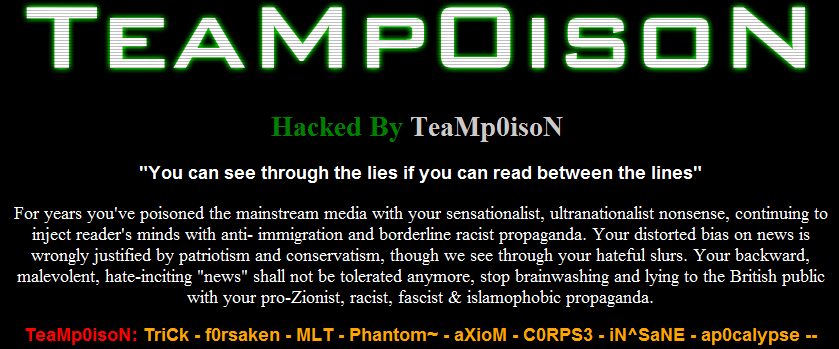 TeaMp0isoN
Hacked By TeaMp0isoN
"You can see through the lies if you can read between the lines"
For years you've poisoned the mainstream media with your sensationalist, ultranationalist nonsense, continuing to
inject reader's minds with anti- immigration and borderline racist propaganda. Your distorted bias on news is
wrongly justified by patriotism and conservatism, though we see through your hateful slurs. Your backward,
malevolent, hate-inciting "news" shall not be tolerated anymore, stop brainwashing and lying to the British public
with your pro-Zionist, racist, fascist & islamophobic propaganda.
TeaMp0isoN: TriCk - f0rsaken - MLT - Phantom~ - aXioM - C0RPS3 - iN^SaNE - ap0calypse --